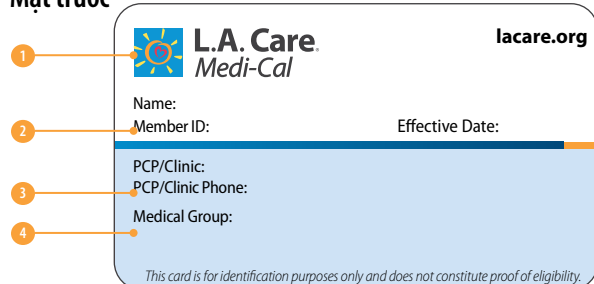 Mặt trước
1
L.A. Care®
lacare.org
Medi-Cal
Name:
2
Member ID:
Effective Date:
PCP/Clinic:
3
PCP/Clinic Phone:
Medical Group:
4
This card is for identification purposes only and does not constitute proof of eligibility.